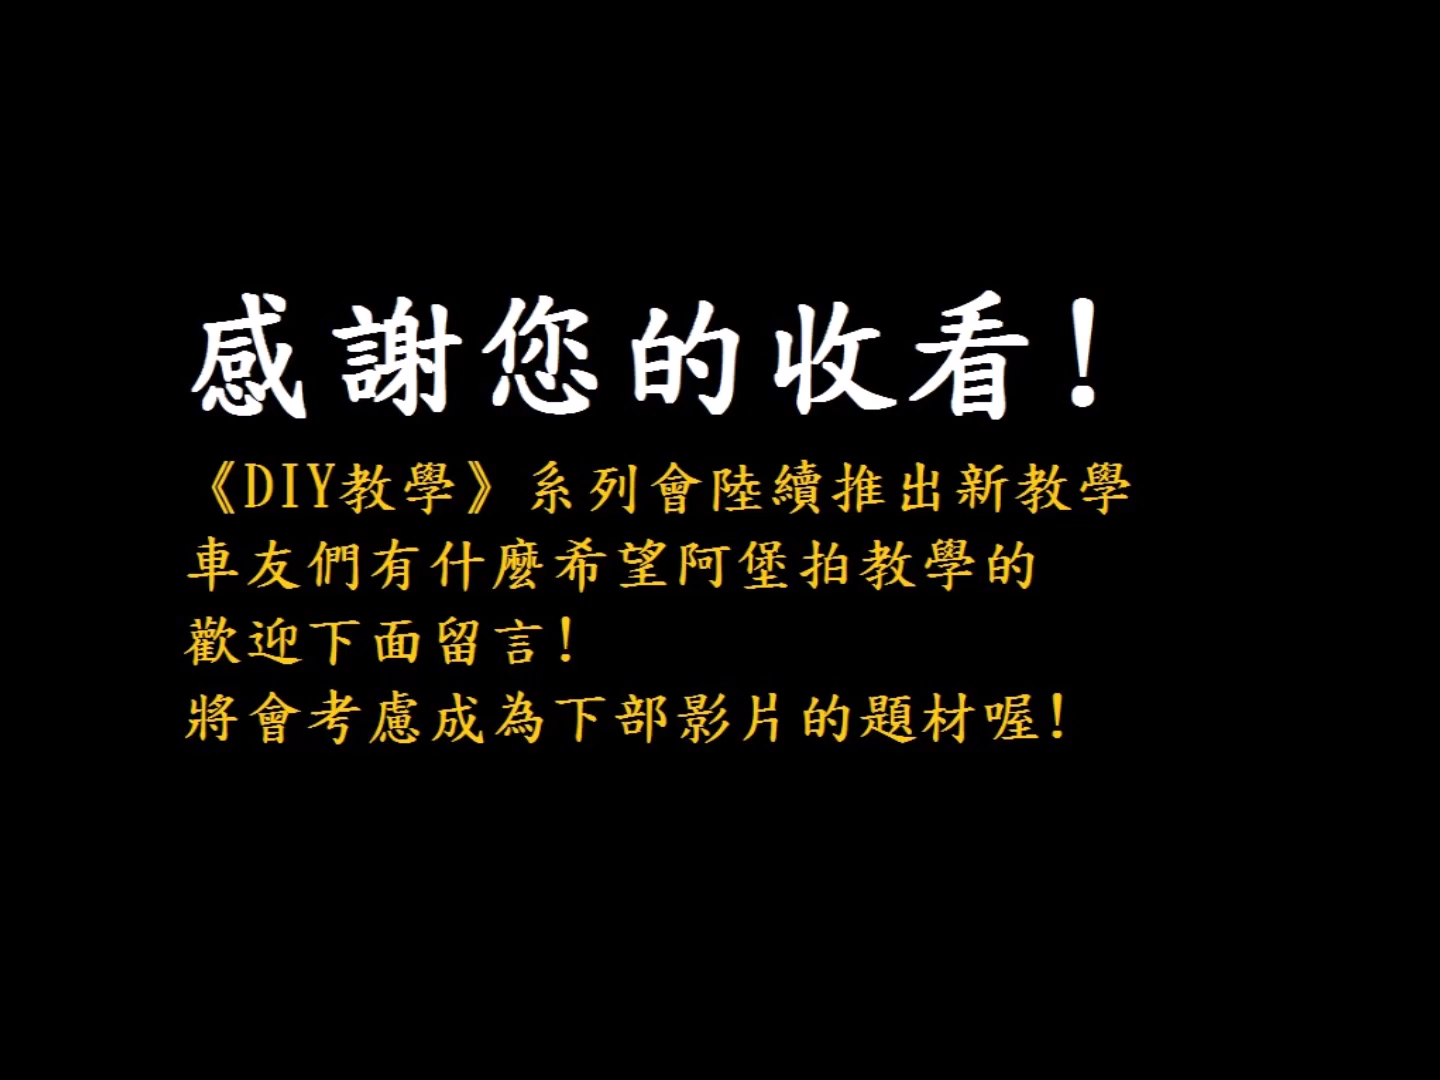 感謝您的收看!
《DIY教學》系列會陸續推出新教學
車友們有什麼希望阿堡拍教學的
歡迎下面留言!
將會考慮成為下部影片的題材喔!